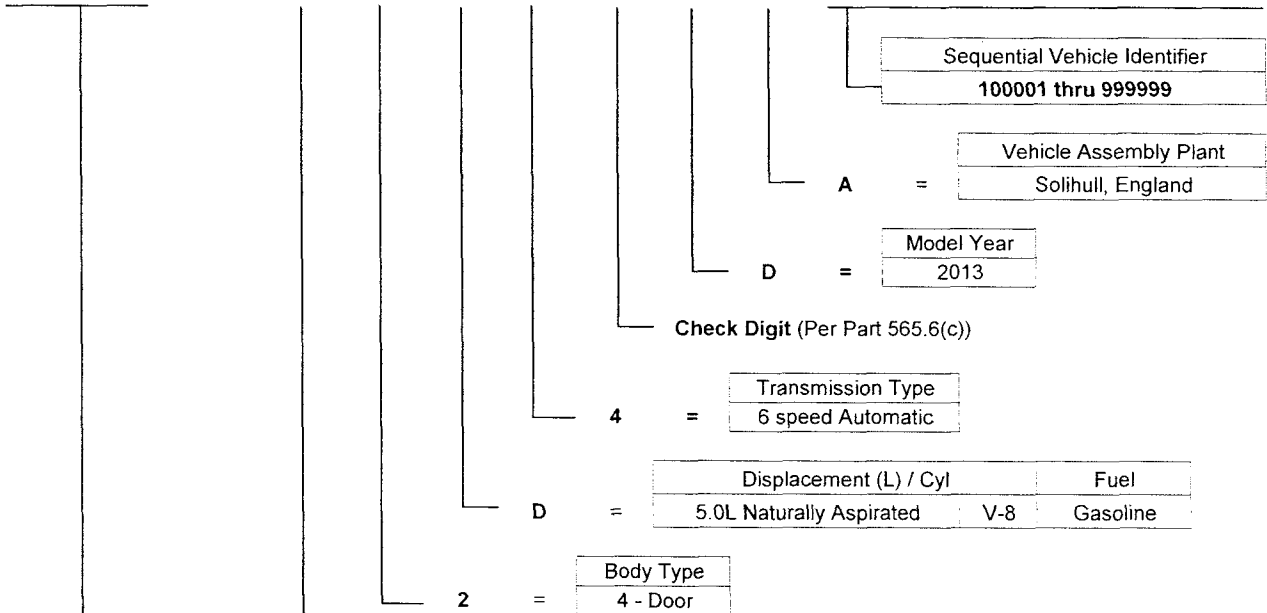 Sequential Vehicle Identifier
100001 thru 999999
Vehicle Assembly Plant
A = Solihull, England
Model Year
D = 2013
Check Digit (Per Part 565.6(c))
Transmission Type
4 = 6 speed Automatic
Displacement (L) / Cyl Fuel
D = 5.0L Naturally Aspirated V-8 Gasoline
Body Type
2 = 4 - Door